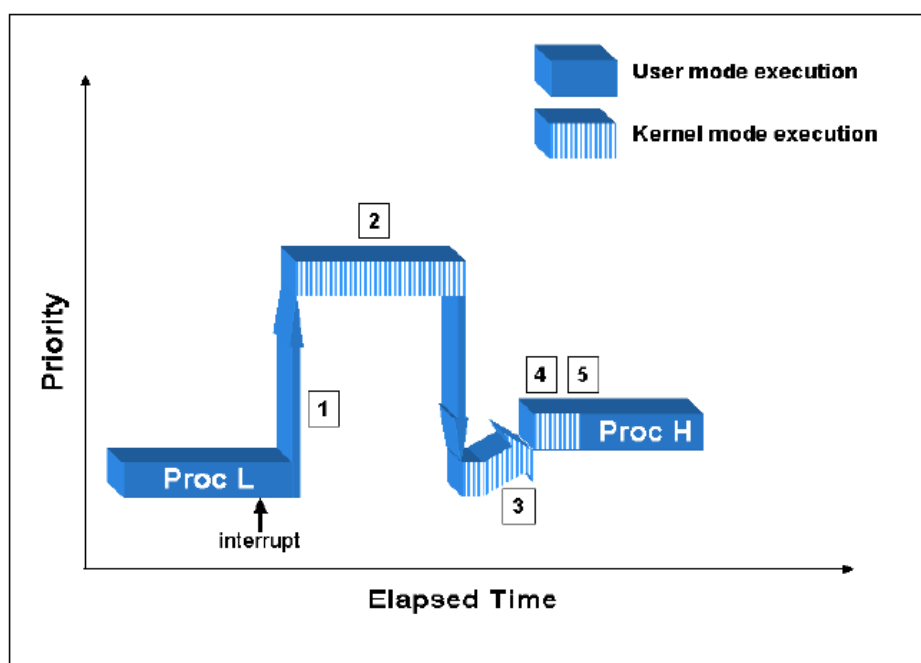 User mode execution
Kernel mode execution
2
Priority
1
4 5
Proc L
Proc H
3
interrupt
Elapsed Time